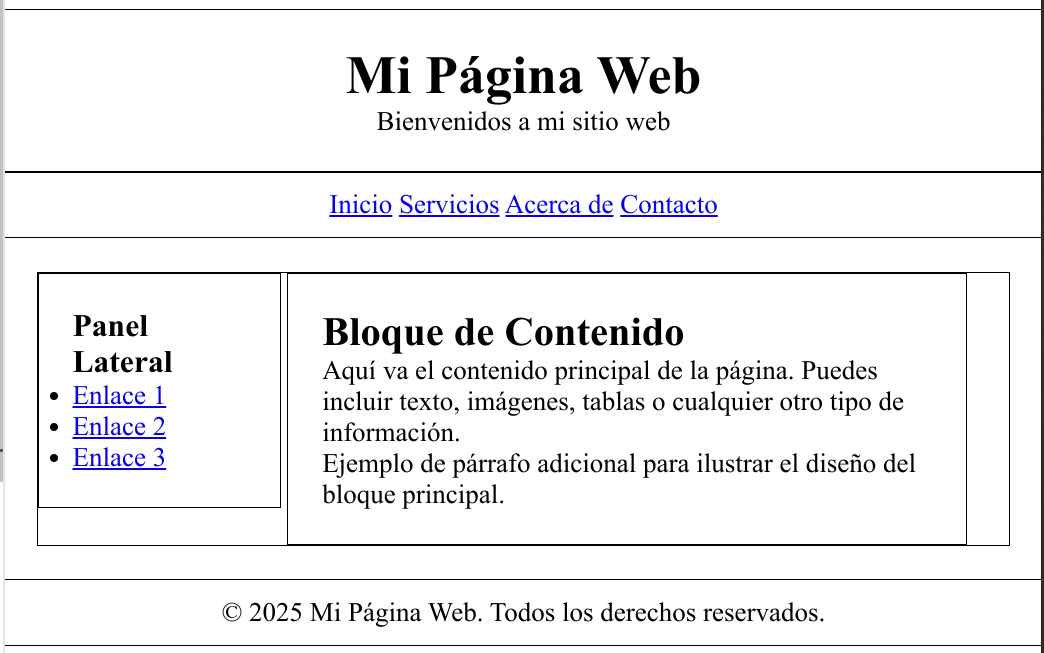 Mi Página Web
Bienvenidos a mi sitio web
Inicio Servicios Acerca de Contacto
Panel
Lateral
Enlace 1
Enlace 2
Enlace 3
Bloque de Contenido
Aquí va el contenido principal de la página. Puedes
incluir texto, imágenes, tablas o cualquier otro tipo de
información.
Ejemplo de párrafo adicional para ilustrar el diseño del
bloque principal.
© 2025 Mi Página Web. Todos los derechos reservados.